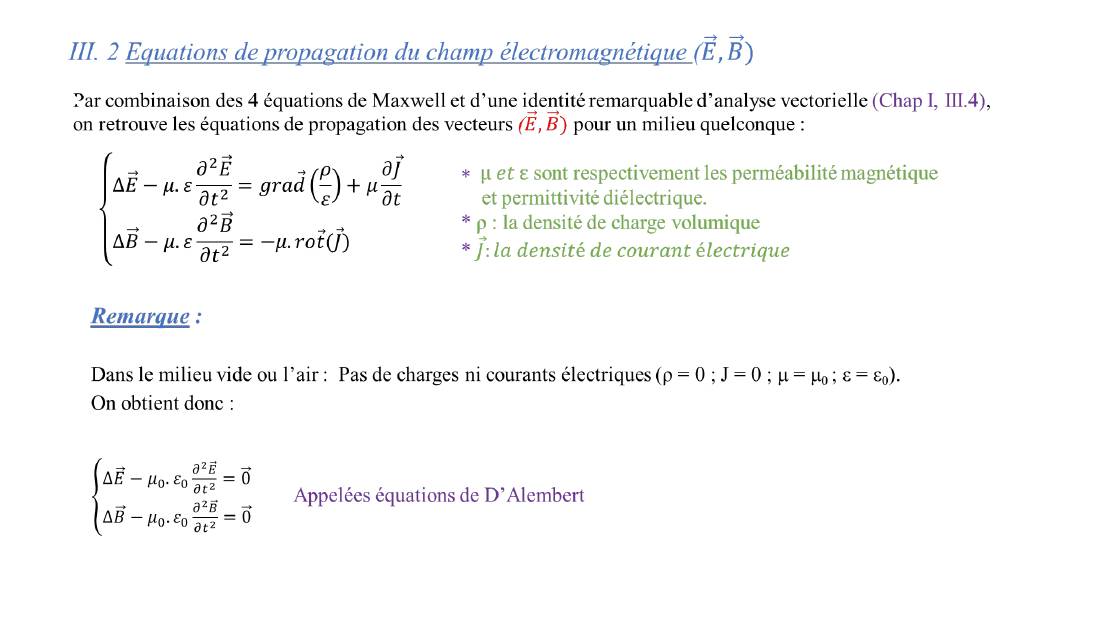 III. 2 Equations de propagation du champ électromagnétique (E⃗, B⃗)
Par combinaison des 4 équations de Maxwell et d’une identité remarquable d’analyse vectorielle (Chap I, III.4),
on retrouve les équations de propagation des vecteurs (E⃗, B⃗) pour un milieu quelconque :
ΔE⃗ − μ. ε ∂²E⃗/∂t² = grad⃗ (ρ/ε) + μ ∂J⃗/∂t
ΔB⃗ − μ. ε ∂²B⃗/∂t² = −μ. rot⃗(J⃗)
* μ et ε sont respectivement les perméabilité magnétique
et permittivité diélectrique.
* ρ : la densité de charge volumique
* J⃗: la densité de courant électrique
Remarque :
Dans le milieu vide ou l’air : Pas de charges ni courants électriques (ρ = 0 ; J = 0 ; μ = μ₀ ; ε = ε₀).
On obtient donc :
ΔE⃗ − μ₀. ε₀ ∂²E⃗/∂t² = 0⃗
ΔB⃗ − μ₀. ε₀ ∂²B⃗/∂t² = 0⃗
Appelées équations de D’Alembert